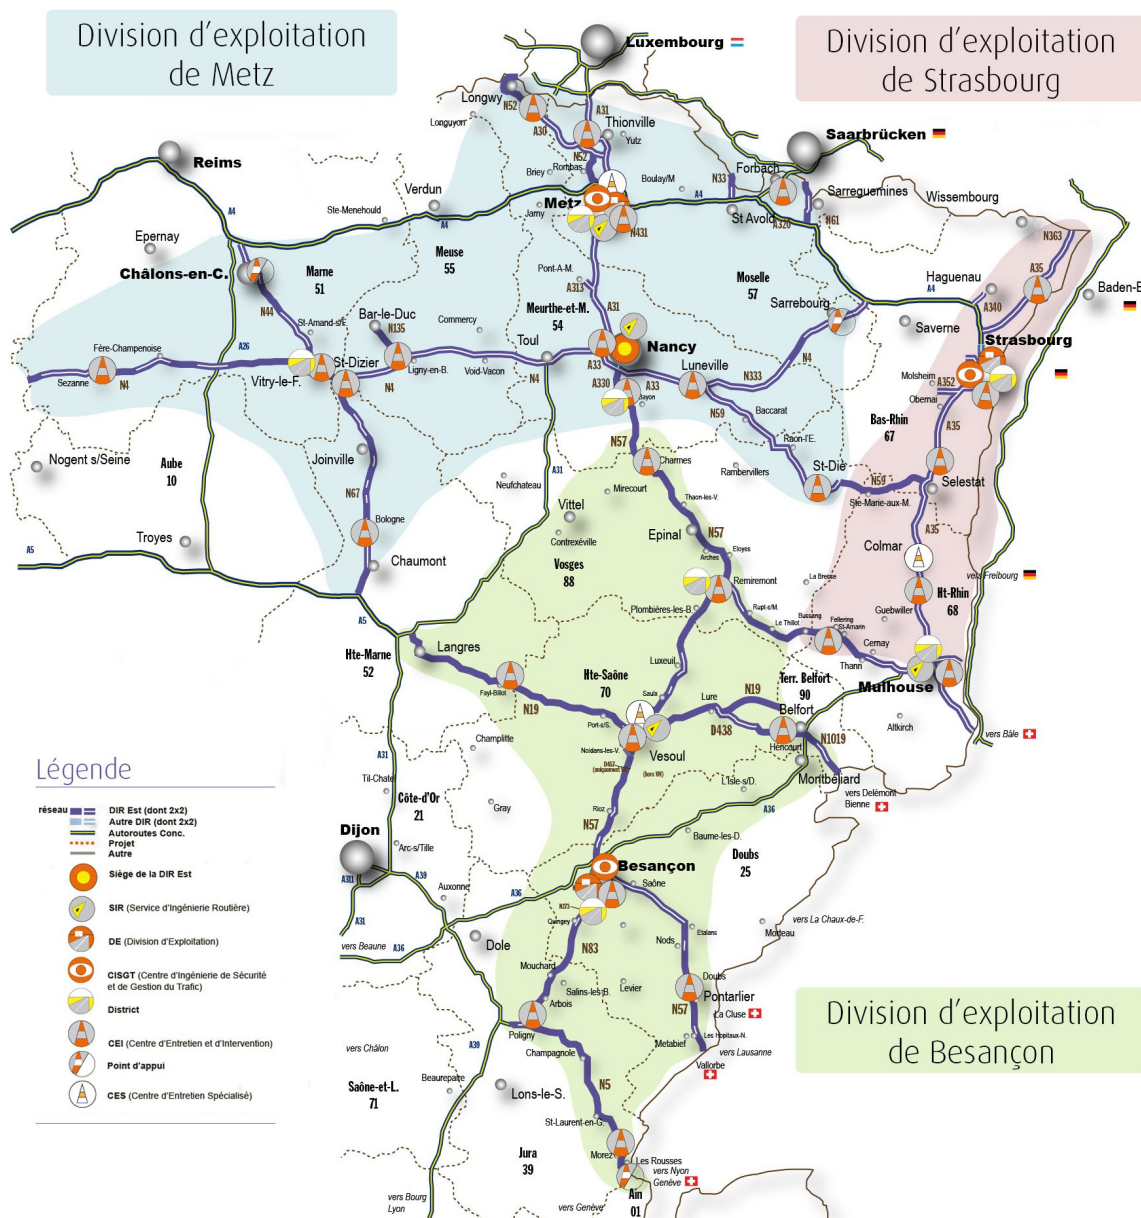 Division d'exploitation
de Metz
Division d'exploitation
de Strasbourg
Luxembourg
Longwy
N52
Longuyon
A30
A31
Thionville
Yutz
N52
Briey
Rombas
Boulay/M
N33
Forbach
Saarbrücken
Sarreguemines
Wissembourg
Reims
Verdun
Ste-Menehould
A4
A4
Jarny
Metz
N431
A4
St Avold
A320
N61
N363
Epernay
Châlons-en-C.
Marne
51
Meuse
55
Pont-A-M.
A313
Moselle
57
Sarrebourg
Haguenau
A35
A4
A340
Baden-B
N44
St-Amand-s/F.
Bar-le-Duc
N135
Commercy
Meurthe-et-M.
54
A31
Saverne
Strasbourg
Fère-Champenoise
A26
St-Dizier
Toul
Nancy
Sezanne
N4
Vitry-le-F.
N4
Ligny-en-B.
Void-Vacon
N4
A33
A330
A33
Luneville
N333
N4
Molsheim
A352
Obernai
Bayon
N59
Baccarat
Bas-Rhin
67
A35
Raon-l'E.
Nogent s/Seine
Aube
10
Joinville
N67
N57
Charmes
Rambervillers
St-Diè
N59
Selestat
Ste-Marie-aux-M.
A31
Neufchateau
Mirecourt
Thaon-les-V.
Vittel
Contrexéville
Epinal
N57
A35
Bologne
Troyes
A5
Chaumont
Vosges
88
Arches
Eloyes
Remiremont
Colmar
vers Freibourg
La Bresse
Ht-Rhin
68
Plombières-les-B.
Rupt-s/M.
Le Thillot
Bussang
Fellering
St-Amarin
Guebwiller
Cernay
Thann
A5
Langres
Hte-Marne
52
Luxeuil
Hte-Saône
70
Terr. Belfort
90
Mulhouse
Fayl-Billot
N19
Saulx
Lure
N19
Belfort
Altkirch
Port-s/S.
D438
vers Bâle
Noidans-les-V.
Vesoul
Héricourt
N1019
Champlitte
A31
Montbéliard
Légende
Til-Chatel
D457
(uniquement VH)
(hors VH)
L'Isle-s/D.
vers Delémont
Bienne
Côte-d'Or
21
Gray
Rioz
A36
réseau
DIR Est (dont 2x2)
Autre DIR (dont 2x2)
Autoroutes Conc.
Projet
Autre
N57
Baume-les-D.
Dijon
Arc-s/Tille
Doubs
25
Siège de la DIR Est
A311
A39
Auxonne
A36
Besançon
Saône
SIR (Service d'Ingénierie Routière)
A31
N273
Quingey
vers La Chaux-de-F.
Morteau
DE (Division d'Exploitation)
vers Beaune
A36
Dole
N83
Nods
Etalans
CISGT (Centre d'Ingénierie de Sécurité
et de Gestion du Trafic)
Mouchard
Salins-les-B.
Levier
Doubs
Pontarlier
District
Arbois
La Cluse
Division d'exploitation
de Besançon
CEI (Centre d'Entretien et d'Intervention)
Poligny
N57
Metabief
Les Hopitaux-N.
vers Châlon
A39
Champagnole
vers Lausanne
Vallorbe
Point d'appui
Saône-et-L.
71
Beaurepaire
Lons-le-S.
N5
CES (Centre d'Entretien Spécialisé)
St-Laurent-en-G.
Jura
39
Morez
Les Rousses
vers Nyon
Genève
vers Bourg
Lyon
vers Genève
Ain
01